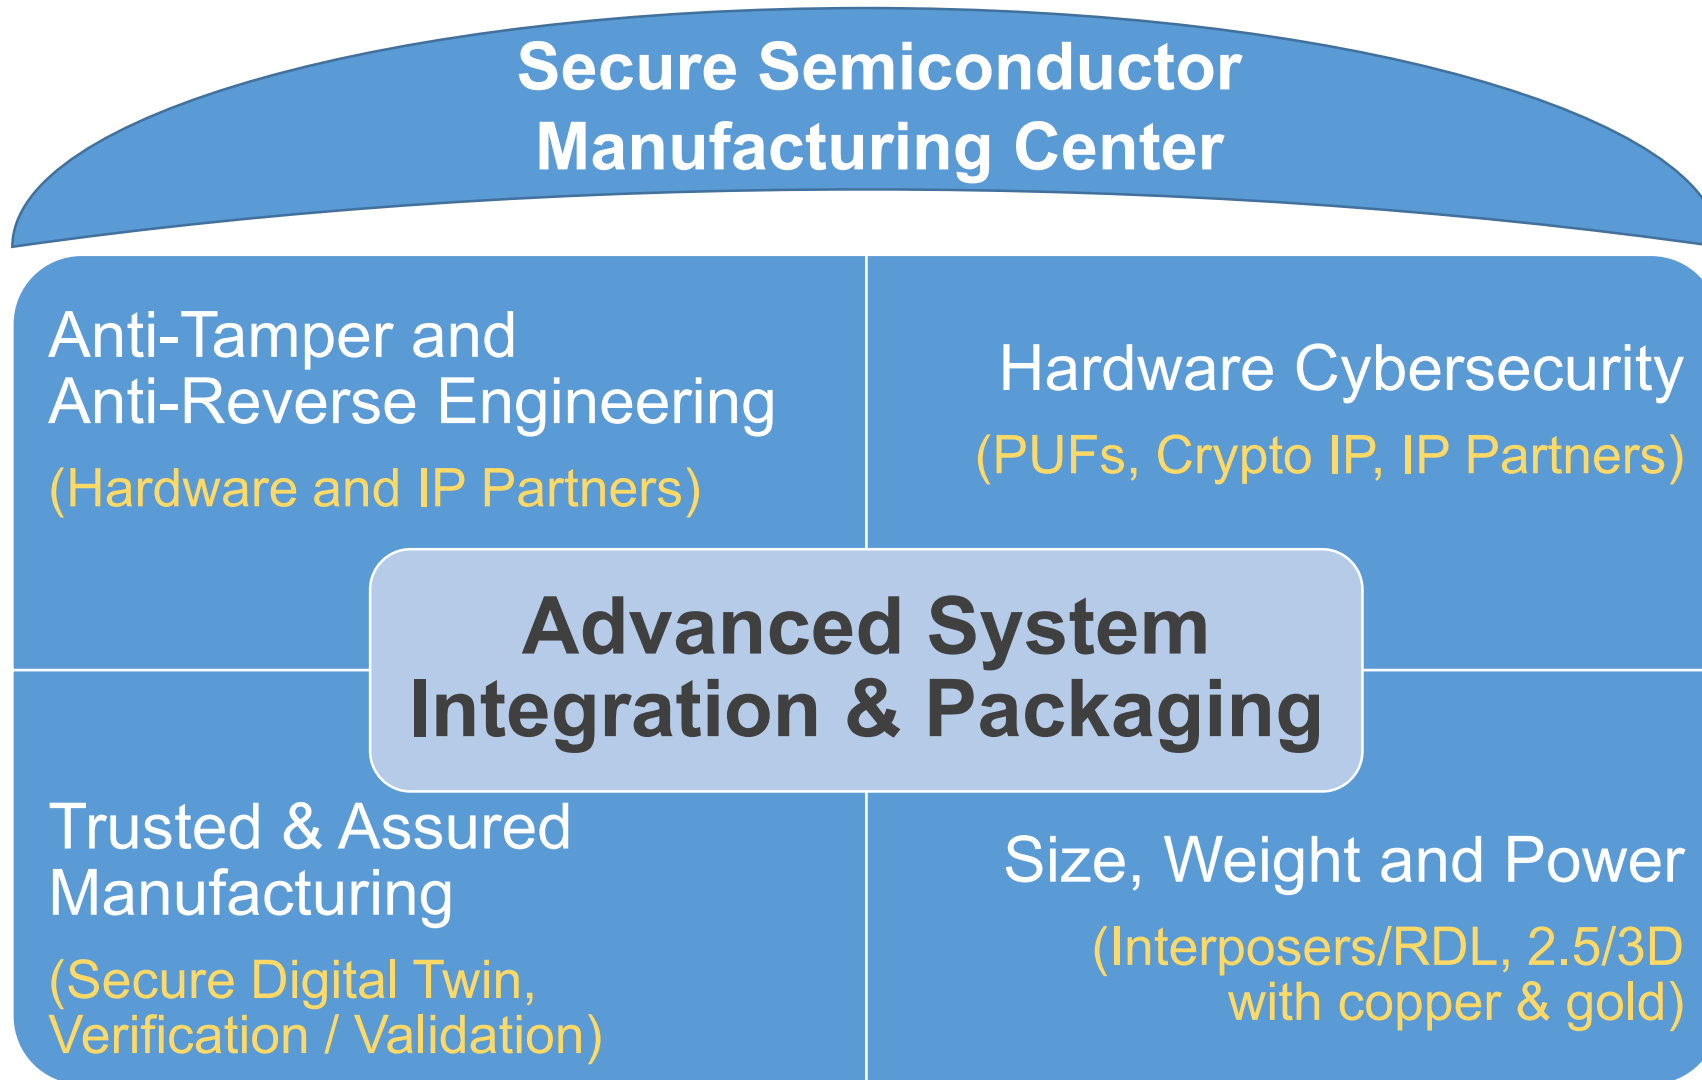 Secure Semiconductor
Manufacturing Center
Anti-Tamper and
Anti-Reverse Engineering
(Hardware and IP Partners)
Hardware Cybersecurity
(PUFs, Crypto IP, IP Partners)
Advanced System
Integration & Packaging
Trusted & Assured
Manufacturing
(Secure Digital Twin,
Verification / Validation)
Size, Weight and Power
(Interposers/RDL, 2.5/3D
with copper & gold)